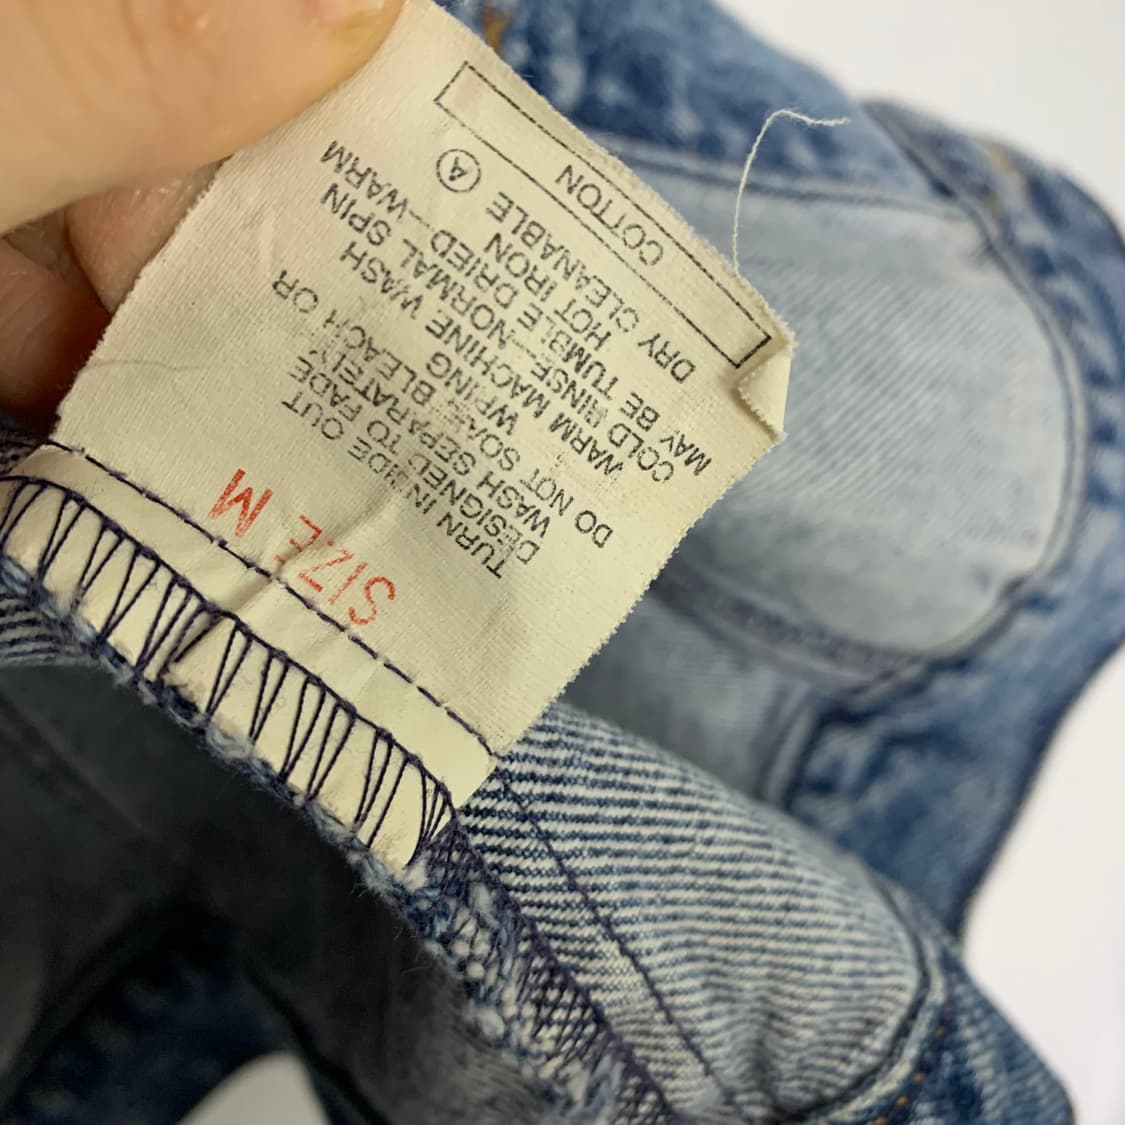 SIZE M
TURN INSIDE OUT
DESIGNED TO FADE
WASH SEPARATELY
DO NOT SOAK, BLEACH OR
WRING
WARM MACHINE WASH
COLD RINSE—NORMAL SPIN
MAY BE TUMBLE DRIED—WARM
HOT IRON
DRY CLEANABLE Ⓐ
COTTON